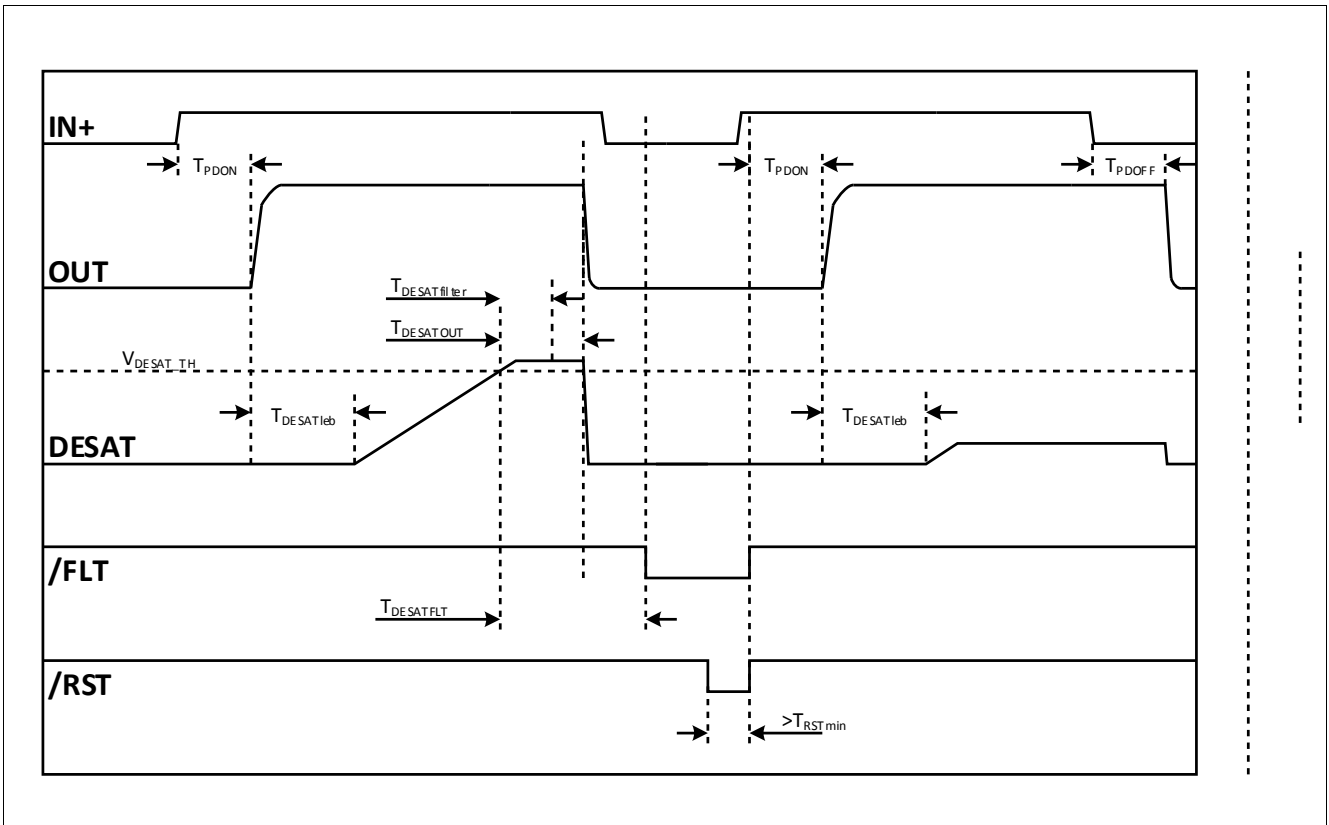 IN+
TPDON
TPDON
TPDOFF
OUT
TDESATfilter
TDESATOUT
VDESAT_TH
TDESATleb
TDESATleb
DESAT
/FLT
TDESATFLT
/RST
>TRSTmin